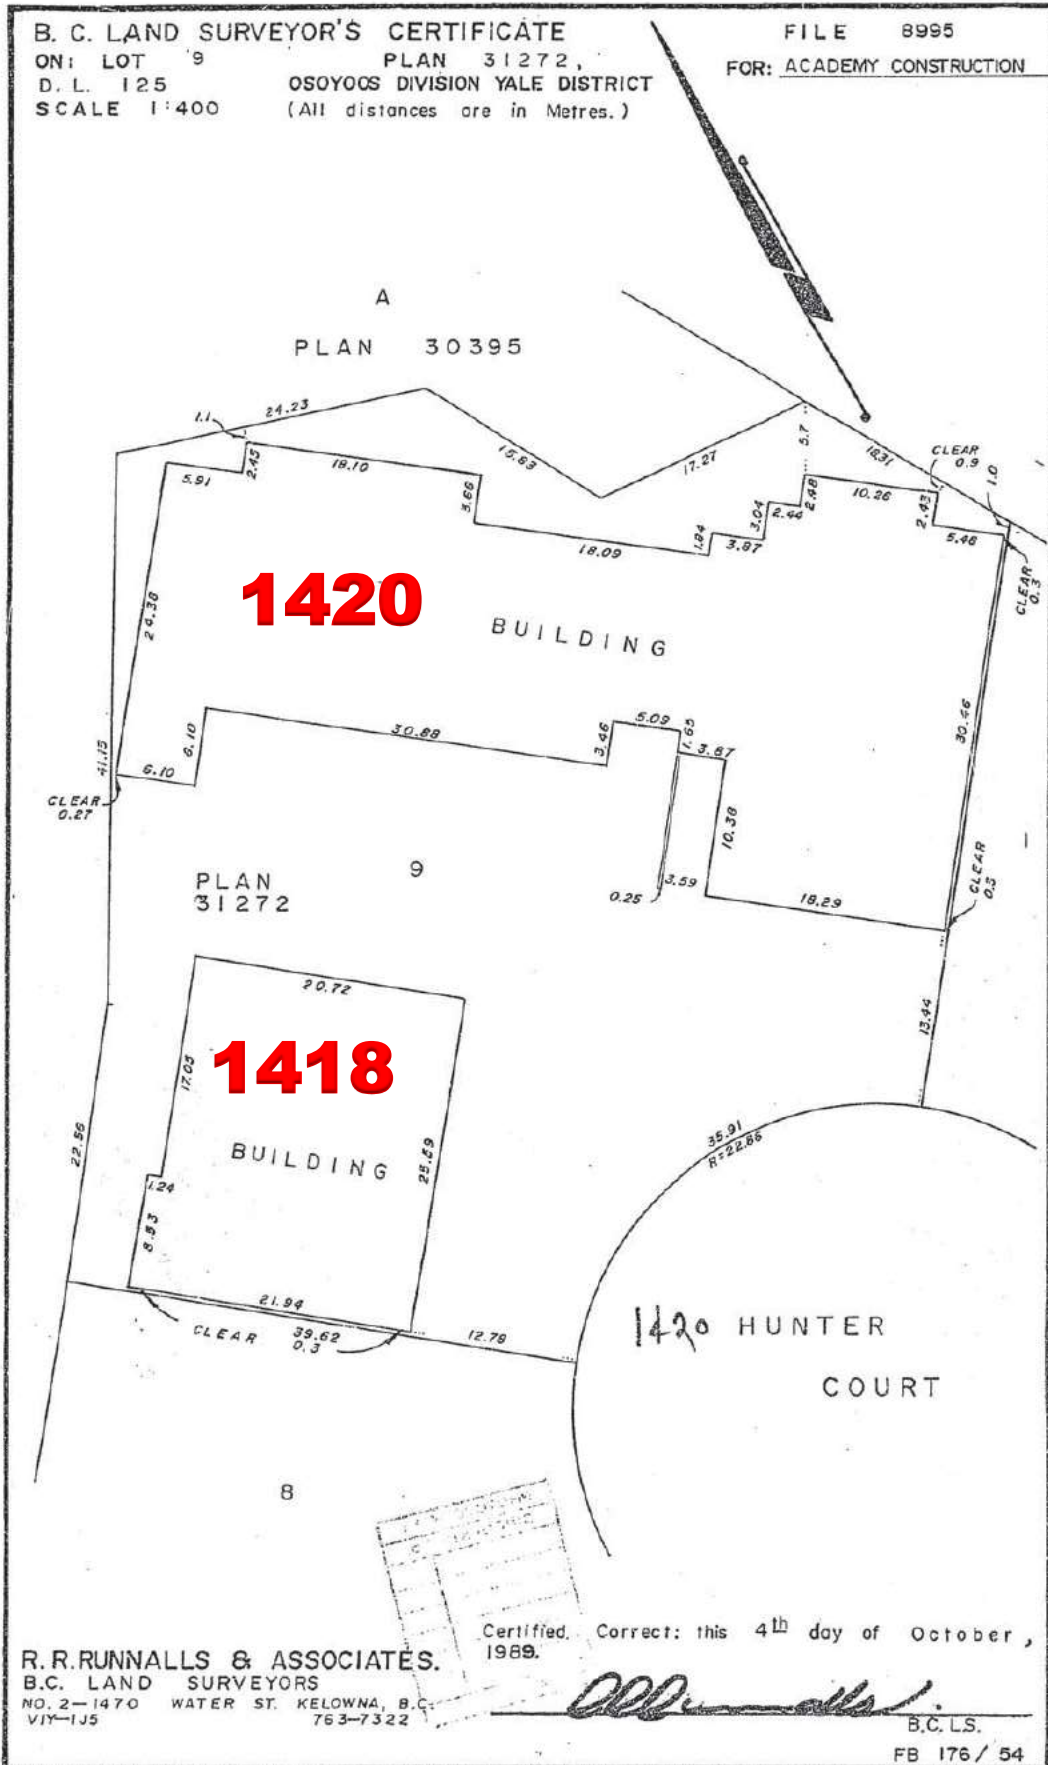 B. C. LAND SURVEYOR'S CERTIFICATE
ON: LOT 9 PLAN 31272,
D. L. 125 OSOYOOS DIVISION YALE DISTRICT
SCALE 1:400 (All distances are in Metres.)
FILE 8995
FOR: ACADEMY CONSTRUCTION
A
PLAN 30395
24.23
1.1
15.63
17.27
5.7
18.31
CLEAR
0.9
1.0
5.91
2.45
18.10
3.66
18.09
1.84
3.87
3.04
2.44
2.48
10.26
2.43
5.46
CLEAR
0.3
1420
BUILDING
24.38
41.15
6.10
6.10
30.88
3.46
5.09
1.65
3.67
10.38
30.46
CLEAR
0.27
9
PLAN
31272
0.25
3.59
18.29
CLEAR
0.3
1
13.44
20.72
1418
17.05
BUILDING
25.59
22.56
1.24
8.53
21.94
CLEAR 39.62
0.3
12.79
35.91
R=22.86
1420 HUNTER
COURT
8
Certified Correct: this 4th day of October,
1989.
R. R. RUNNALLS & ASSOCIATES.
B.C. LAND SURVEYORS
NO. 2-1470 WATER ST. KELOWNA, B.C.
V1Y-1J5 763-7322
B.C. L.S.
FB 176 / 54